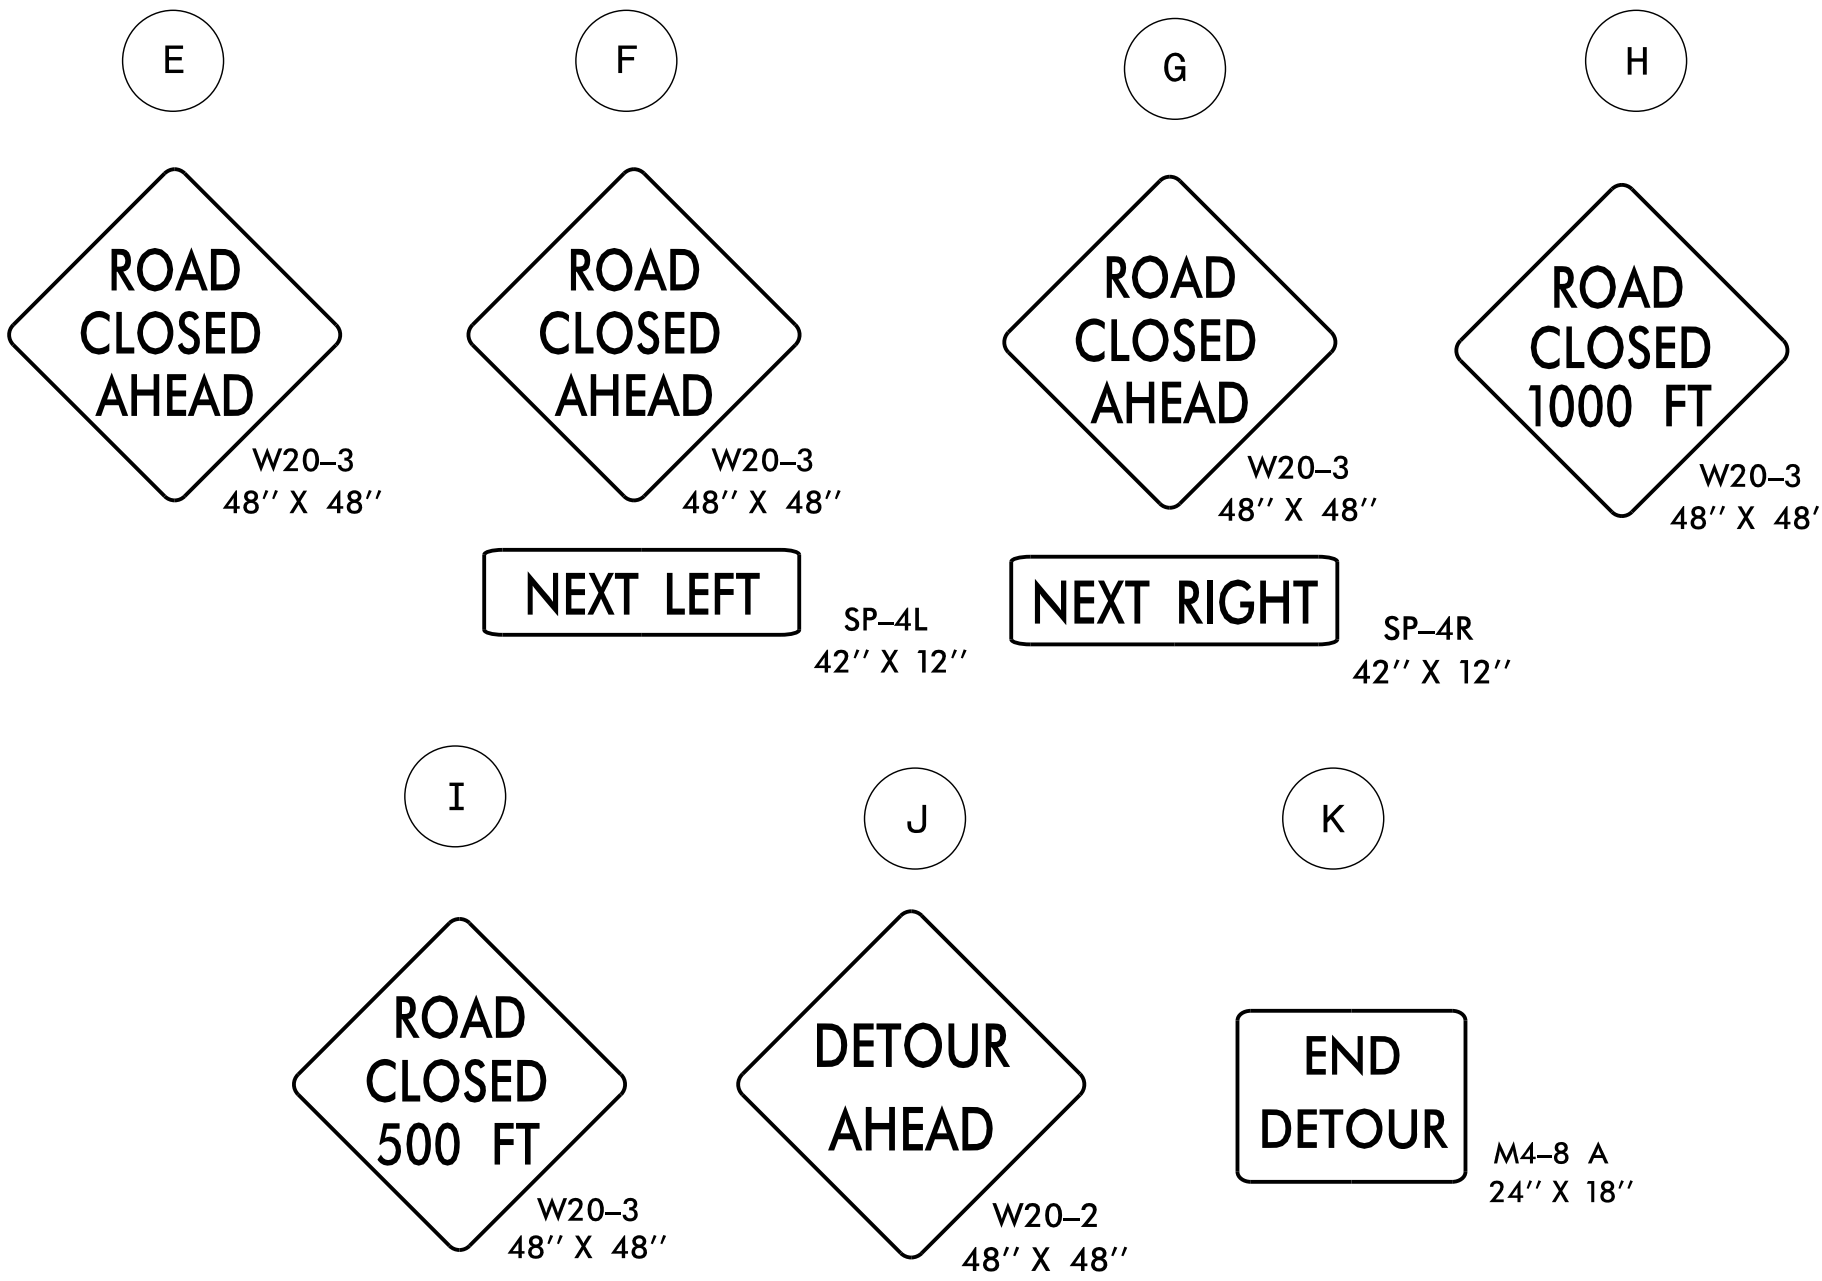 E
ROAD
CLOSED
AHEAD
W20–3
48'' X 48''
F
ROAD
CLOSED
AHEAD
W20–3
48'' X 48''
NEXT LEFT
SP–4L
42'' X 12''
G
ROAD
CLOSED
AHEAD
W20–3
48'' X 48''
NEXT RIGHT
SP–4R
42'' X 12''
H
ROAD
CLOSED
1000 FT
W20–3
48'' X 48'
I
ROAD
CLOSED
500 FT
W20–3
48'' X 48''
J
DETOUR
AHEAD
W20–2
48'' X 48''
K
END
DETOUR
M4–8 A
24'' X 18''